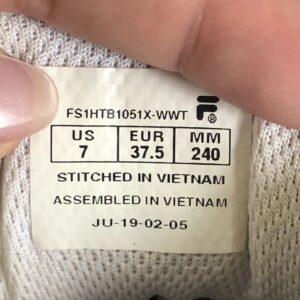 F®
FS1HTB1051X-WWT
US EUR MM
7 37.5 240
STITCHED IN VIETNAM
ASSEMBLED IN VIETNAM
JU-19-02-05